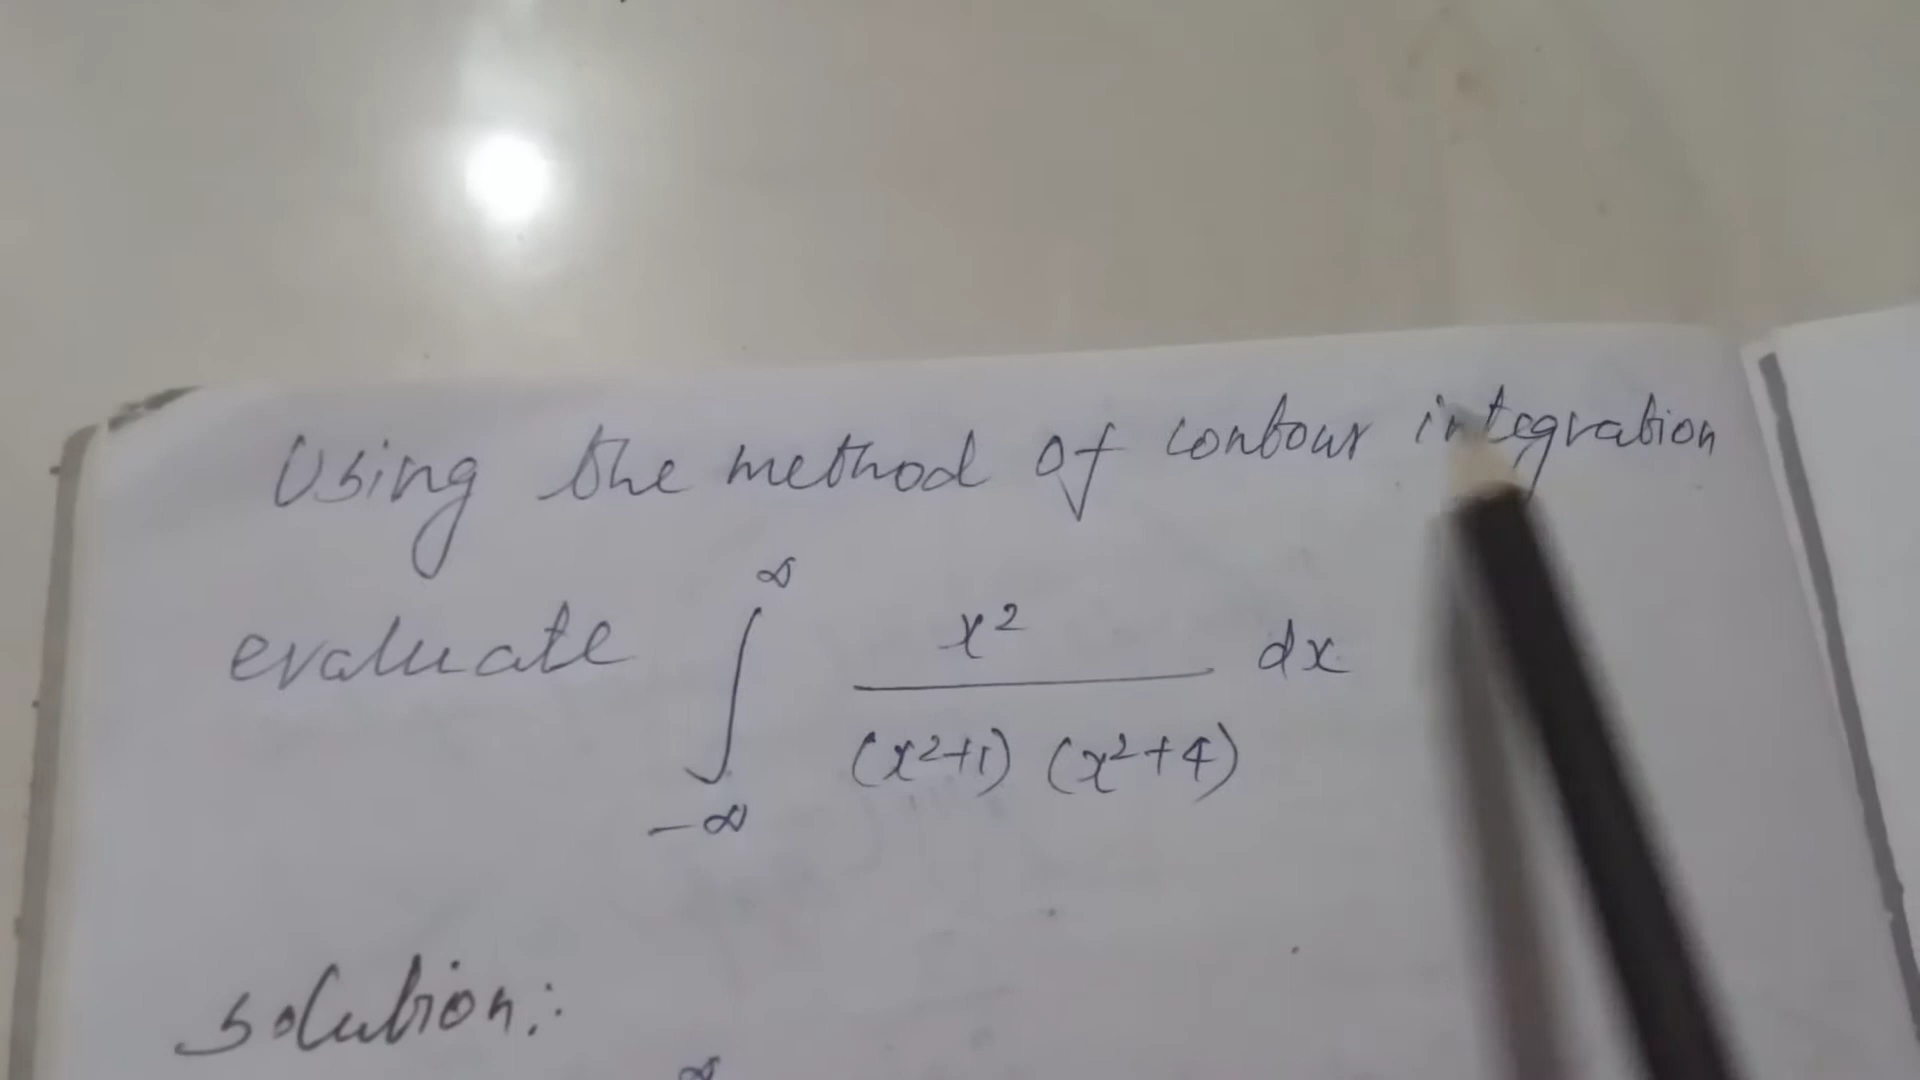 Using the method of contour integration
evaluate ∫_{-∞}^{∞} x² / (x²+1) (x²+4) dx
solution:
∞